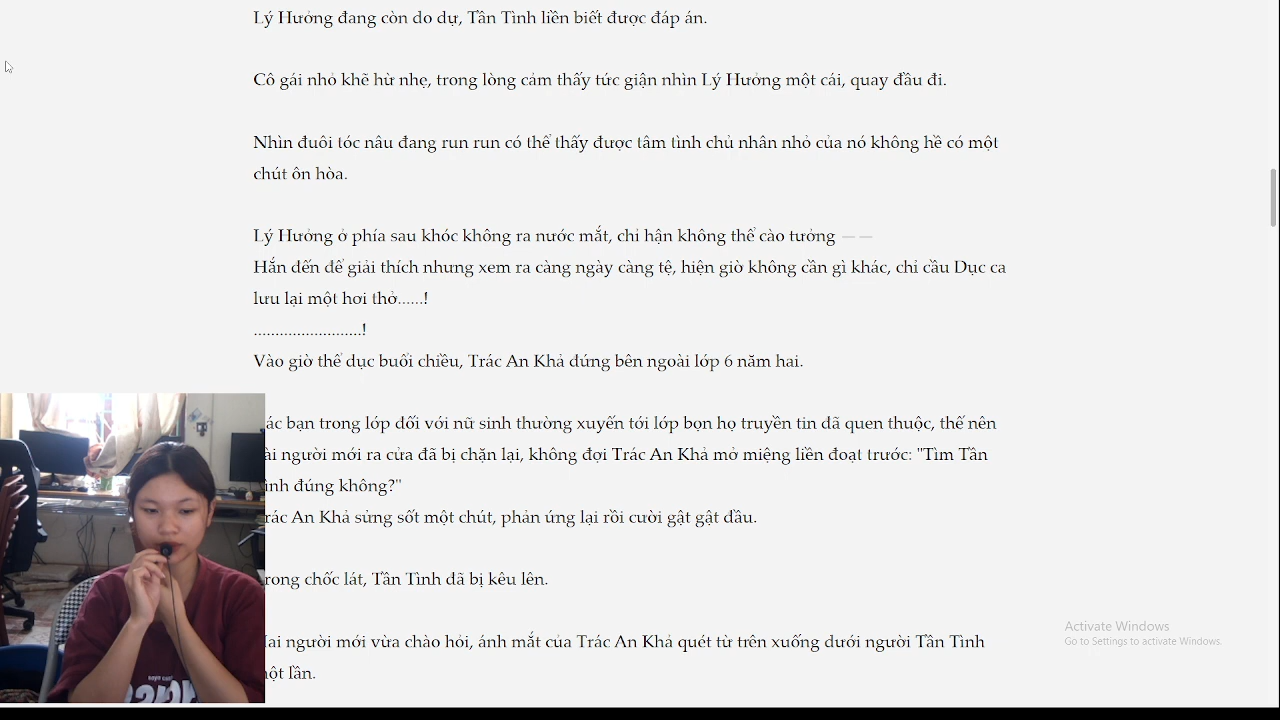 Lý Hưởng đang còn do dự, Tần Tình liền biết được đáp án.
Cô gái nhỏ khẽ hừ nhẹ, trong lòng cảm thấy tức giận nhìn Lý Hưởng một cái, quay đầu đi.
Nhìn đuôi tóc nâu đang run run có thể thấy được tâm tình chủ nhân nhỏ của nó không hề có một
chút ôn hòa.
Lý Hưởng ở phía sau khóc không ra nước mắt, chỉ hận không thể cào tưởng — —
Hắn đến để giải thích nhưng xem ra càng ngày càng tệ, hiện giờ không cần gì khác, chỉ cầu Dục ca
lưu lại một hơi thở......!
.........................!
Vào giờ thể dục buổi chiều, Trác An Khả đứng bên ngoài lớp 6 năm hai.
ác bạn trong lớp đối với nữ sinh thường xuyến tới lớp bọn họ truyền tin đã quen thuộc, thế nên
ài người mới ra cửa đã bị chặn lại, không đợi Trác An Khả mở miệng liền đoạt trước: "Tìm Tần
ình đúng không?"
rác An Khả sửng sốt một chút, phản ứng lại rồi cười gật gật đầu.
rong chốc lát, Tần Tình đã bị kêu lên.
ai người mới vừa chào hỏi, ánh mắt của Trác An Khả quét từ trên xuống dưới người Tần Tình
ột lần.
Activate Windows
Go to Settings to activate Windows.